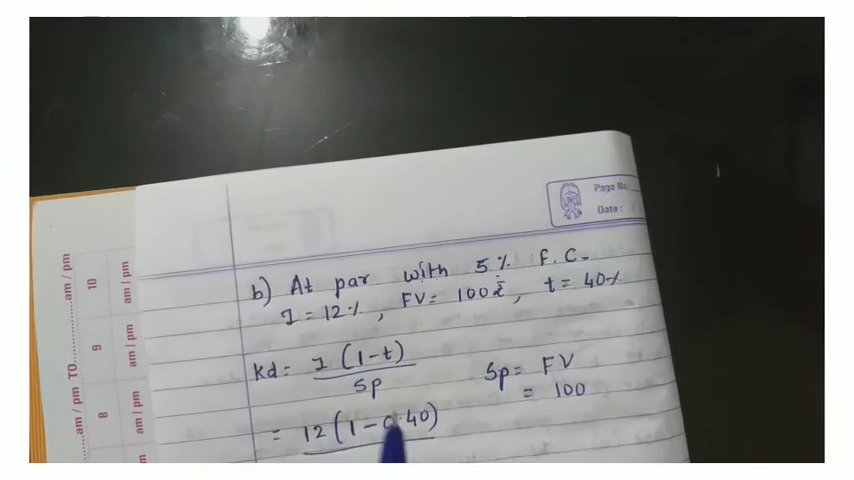 Page No.
Date :
b) At par with 5% F.C.
I = 12%, FV = 100₹, t = 40%
Kd = I (1-t)
Sp
Sp = FV
= 100
= 12 (1-0.40)
am / pm TO am / pm
10
am / pm
9
am / pm
8
am / pm